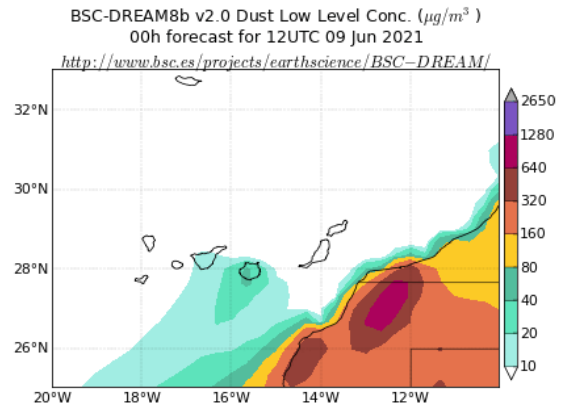 BSC-DREAM8b v2.0 Dust Low Level Conc. (μg/m³ )
00h forecast for 12UTC 09 Jun 2021
http://www.bsc.es/projects/earthscience/BSC−DREAM/
32°N
30°N
28°N
26°N
20°W 18°W 16°W 14°W 12°W
2650
1280
640
320
160
80
40
20
10